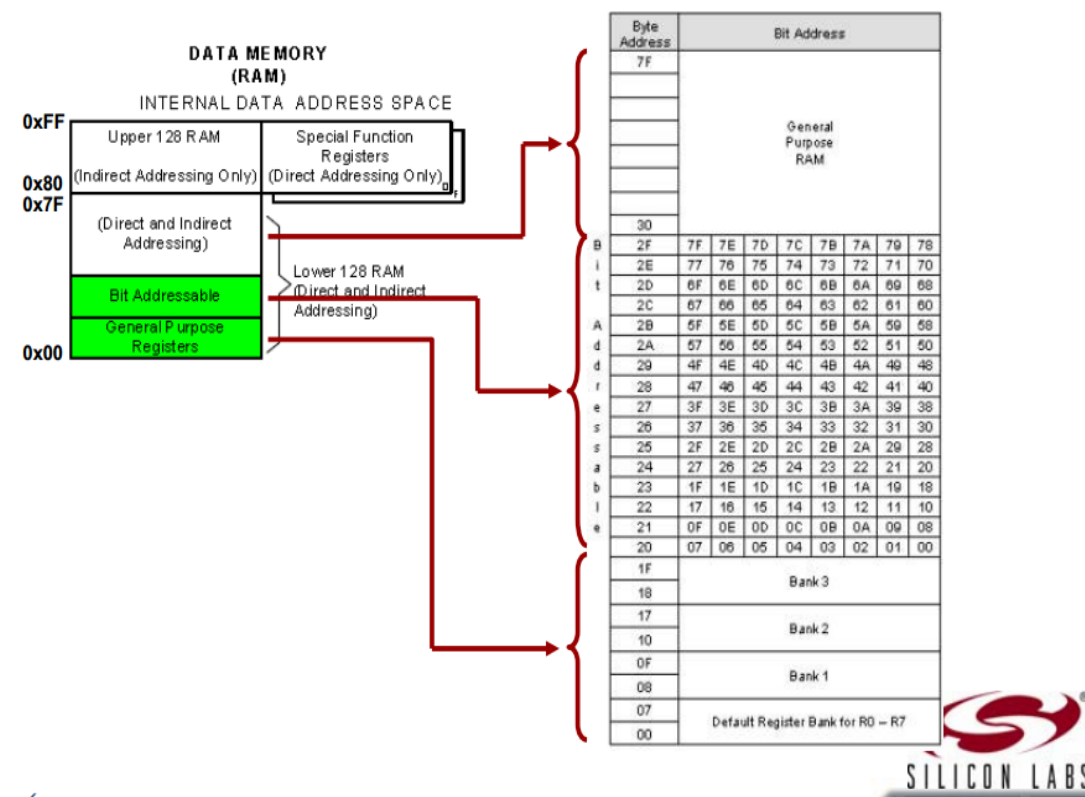 DATA MEMORY
(RAM)
INTERNAL DATA ADDRESS SPACE
0xFF
Upper 128 RAM
(Indirect Addressing Only)
Special Function
Registers
(Direct Addressing Only)
0
F
0x80
0x7F
(Direct and Indirect
Addressing)
Bit Addressable
General Purpose
Registers
0x00
Lower 128 RAM
(Direct and Indirect
Addressing)
Byte
Address
Bit Address
7F
General
Purpose
RAM
30
Bit Addressable
2F 7F 7E 7D 7C 7B 7A 79 78
2E 77 76 75 74 73 72 71 70
2D 6F 6E 6D 6C 6B 6A 69 68
2C 67 66 65 64 63 62 61 60
2B 5F 5E 5D 5C 5B 5A 59 58
2A 57 56 55 54 53 52 51 50
29 4F 4E 4D 4C 4B 4A 49 48
28 47 46 45 44 43 42 41 40
27 3F 3E 3D 3C 3B 3A 39 38
26 37 36 35 34 33 32 31 30
25 2F 2E 2D 2C 2B 2A 29 28
24 27 26 25 24 23 22 21 20
23 1F 1E 1D 1C 1B 1A 19 18
22 17 16 15 14 13 12 11 10
21 0F 0E 0D 0C 0B 0A 09 08
20 07 06 05 04 03 02 01 00
1F
Bank 3
18
17
Bank 2
10
0F
Bank 1
08
07
Default Register Bank for R0 – R7
00
SILICON LABS